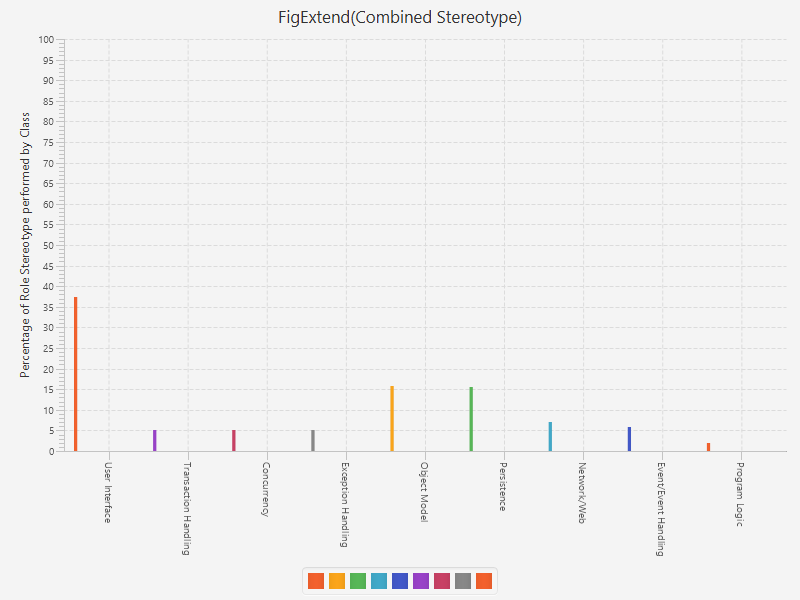 FigExtend(Combined Stereotype)
Percentage of Role Stereotype performed by Class
100
95
90
85
80
75
70
65
60
55
50
45
40
35
30
25
20
15
10
5
0
User Interface
Transaction Handling
Concurrency
Exception Handling
Object Model
Persistence
Network/Web
Event/Event Handling
Program Logic